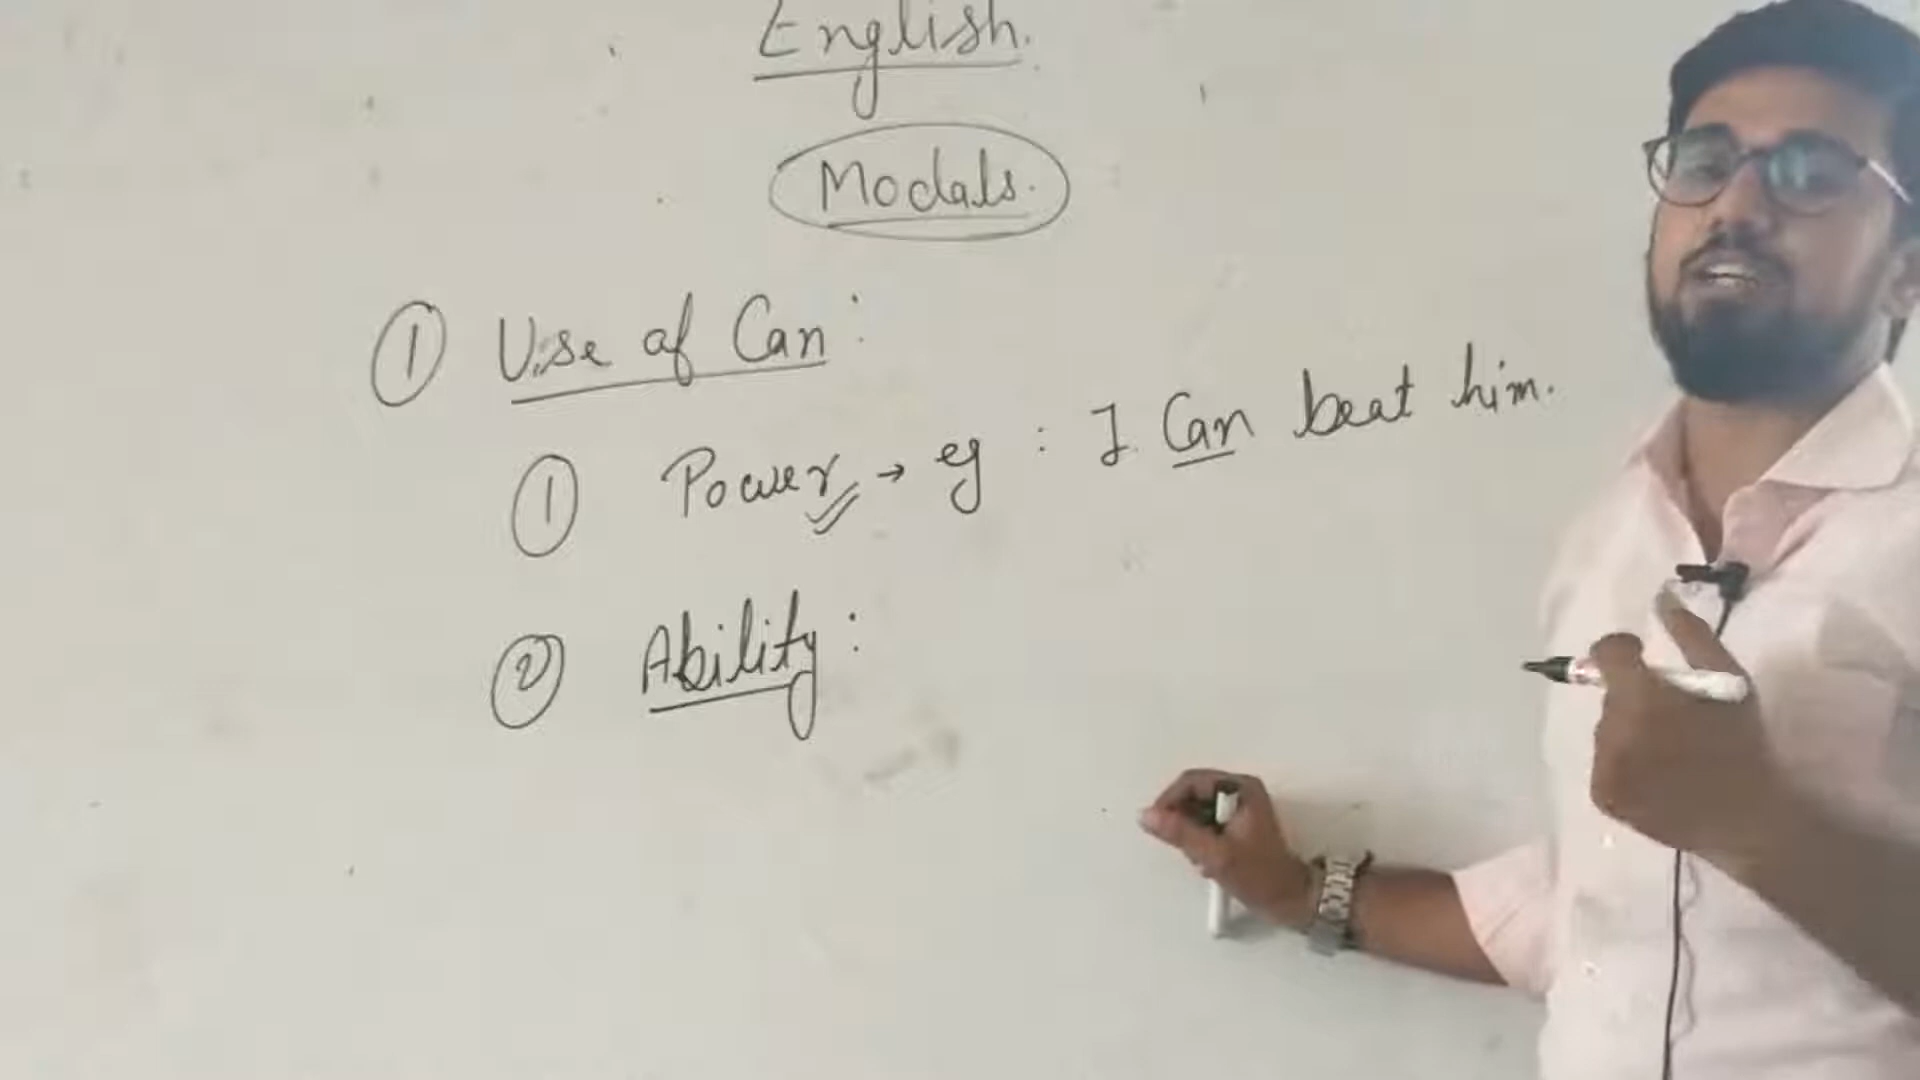 English.
Modals.
① Use of Can:
① Power → eg : I Can beat him.
② Ability: